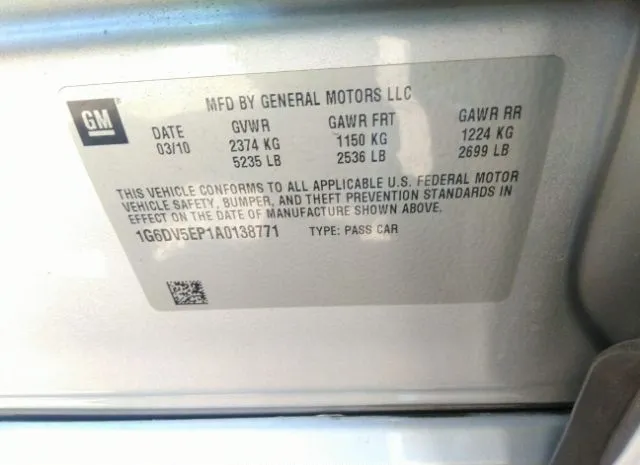 MFD BY GENERAL MOTORS LLC
GM
DATE GVWR GAWR FRT GAWR RR
03/10 2374 KG 1150 KG 1224 KG
5235 LB 2536 LB 2699 LB
THIS VEHICLE CONFORMS TO ALL APPLICABLE U.S. FEDERAL MOTOR
VEHICLE SAFETY, BUMPER, AND THEFT PREVENTION STANDARDS IN
EFFECT ON THE DATE OF MANUFACTURE SHOWN ABOVE.
1G6DV5EP1A0138771 TYPE: PASS CAR